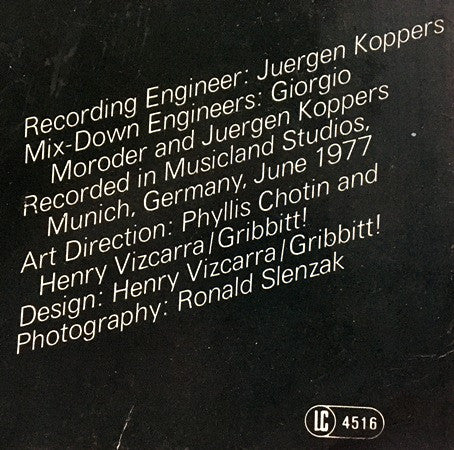 Recording Engineer: Juergen Koppers
Mix-Down Engineers: Giorgio
Moroder and Juergen Koppers
Recorded in Musicland Studios,
Munich, Germany, June 1977
Art Direction: Phyllis Chotin and
Henry Vizcarra/Gribbitt!
Design: Henry Vizcarra/Gribbitt!
Photography: Ronald Slenzak
LC 4516